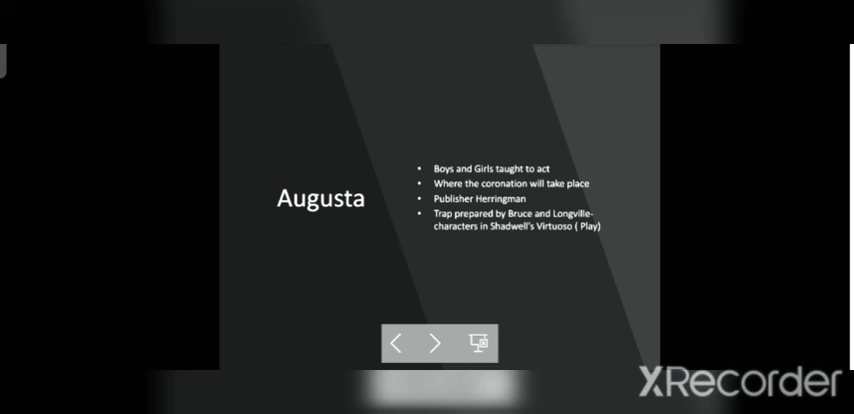 Augusta
• Boys and Girls taught to act
• Where the coronation will take place
• Publisher Herringman
• Trap prepared by Bruce and Longville-
characters in Shadwell's Virtuoso ( Play)
XRecorder